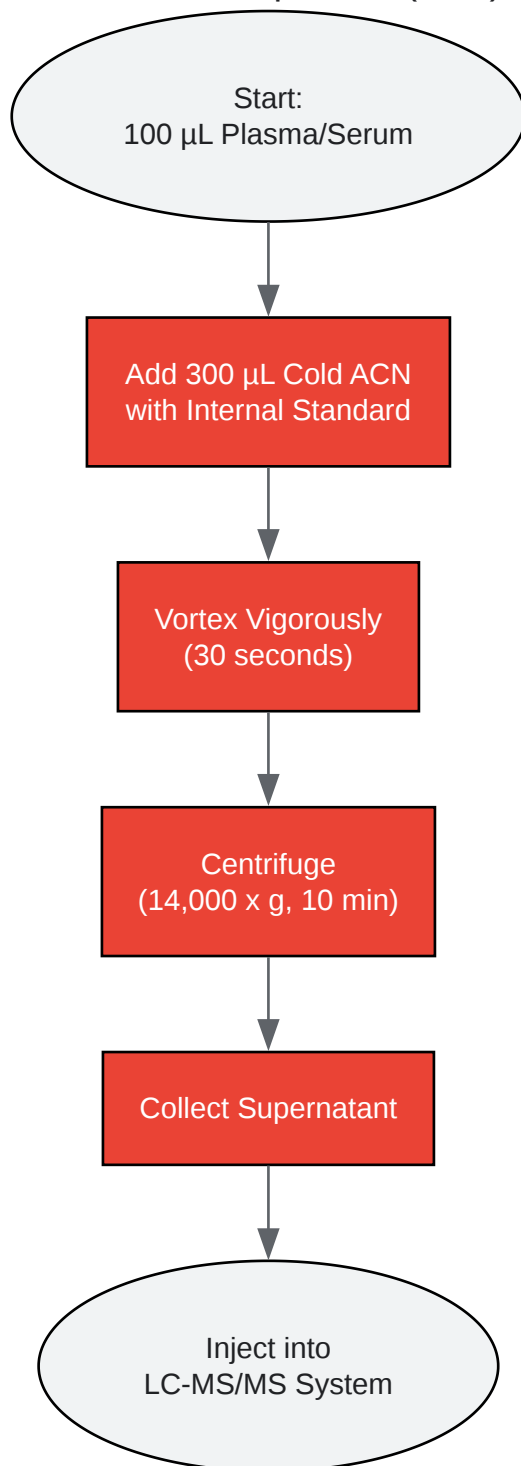 Start:
100 µL Plasma/Serum
Add 300 µL Cold ACN
with Internal Standard
Vortex Vigorously
(30 seconds)
Centrifuge
(14,000 x g, 10 min)
Collect Supernatant
Inject into
LC-MS/MS System